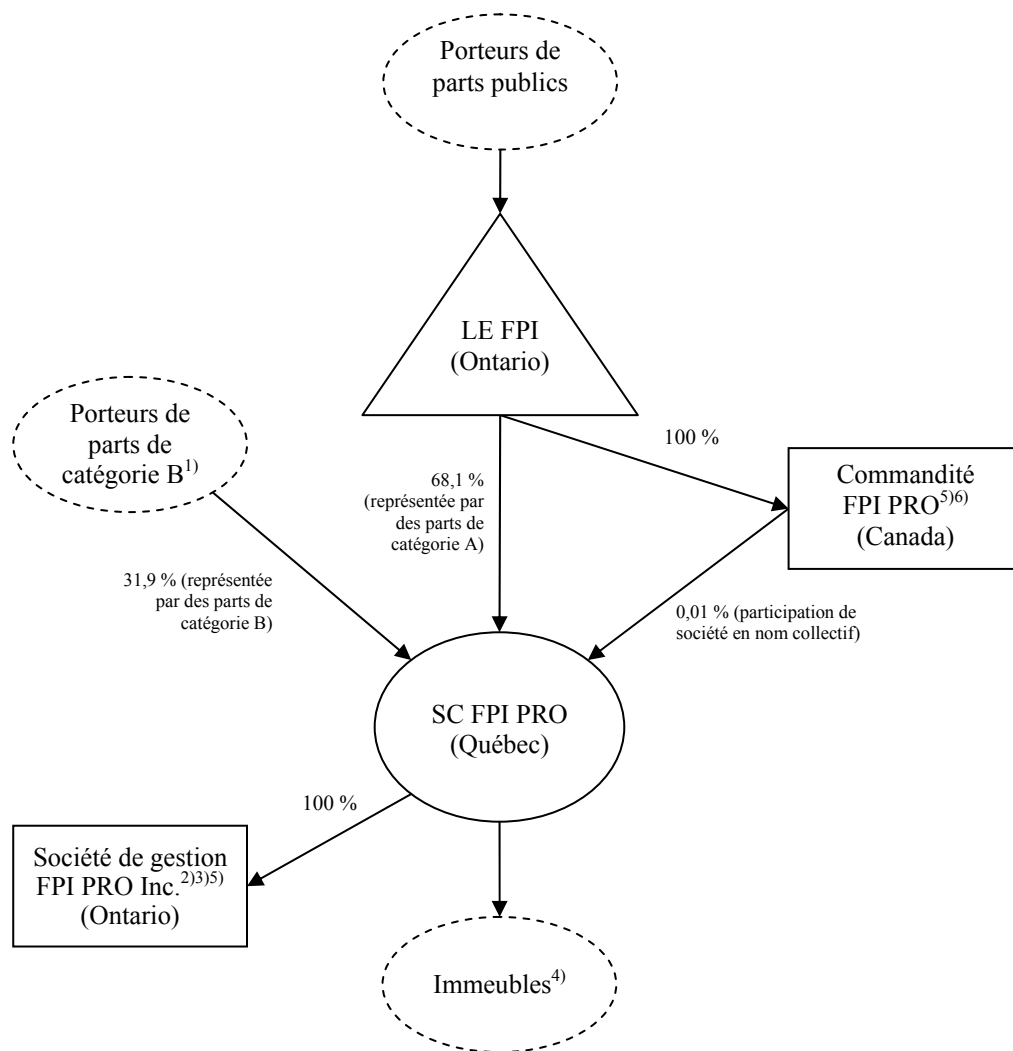 Porteurs de
parts publics
LE FPI
(Ontario)
Porteurs de
parts de
catégorie B1)
100 %
68,1 %
(représentée par
des parts de
catégorie A)
Commandité
FPI PRO5)6)
(Canada)
31,9 % (représentée
par des parts de
catégorie B)
0,01 % (participation de
société en nom collectif)
SC FPI PRO
(Québec)
100 %
Société de gestion
FPI PRO Inc.2)3)5)
(Ontario)
Immeubles4)